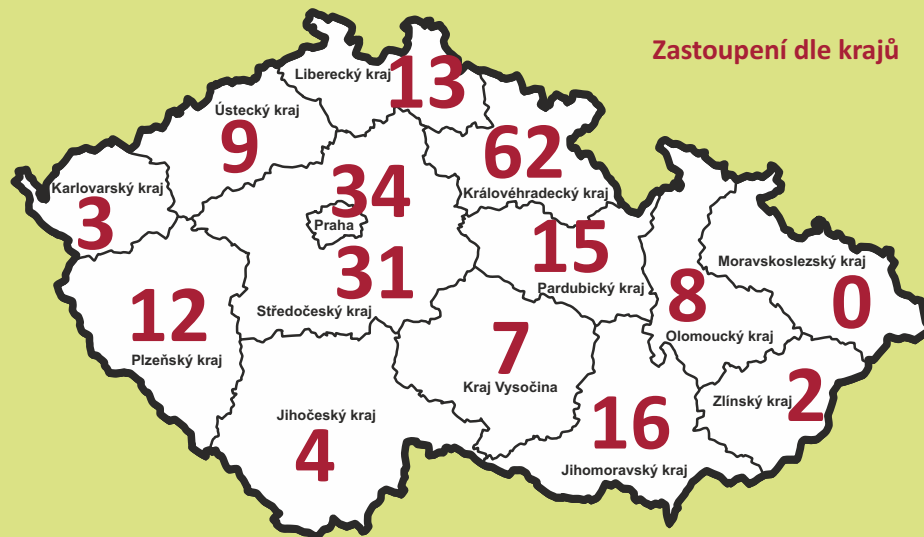 Zastoupení dle krajů
Liberecký kraj
13
Ústecký kraj
9
62
Královéhradecký kraj
Karlovarský kraj
3
34
Praha
31
Středočeský kraj
15
Pardubický kraj
Moravskoslezský kraj
0
8
Olomoucký kraj
12
Plzeňský kraj
7
Kraj Vysočina
Zlínský kraj
2
Jihočeský kraj
4
16
Jihomoravský kraj